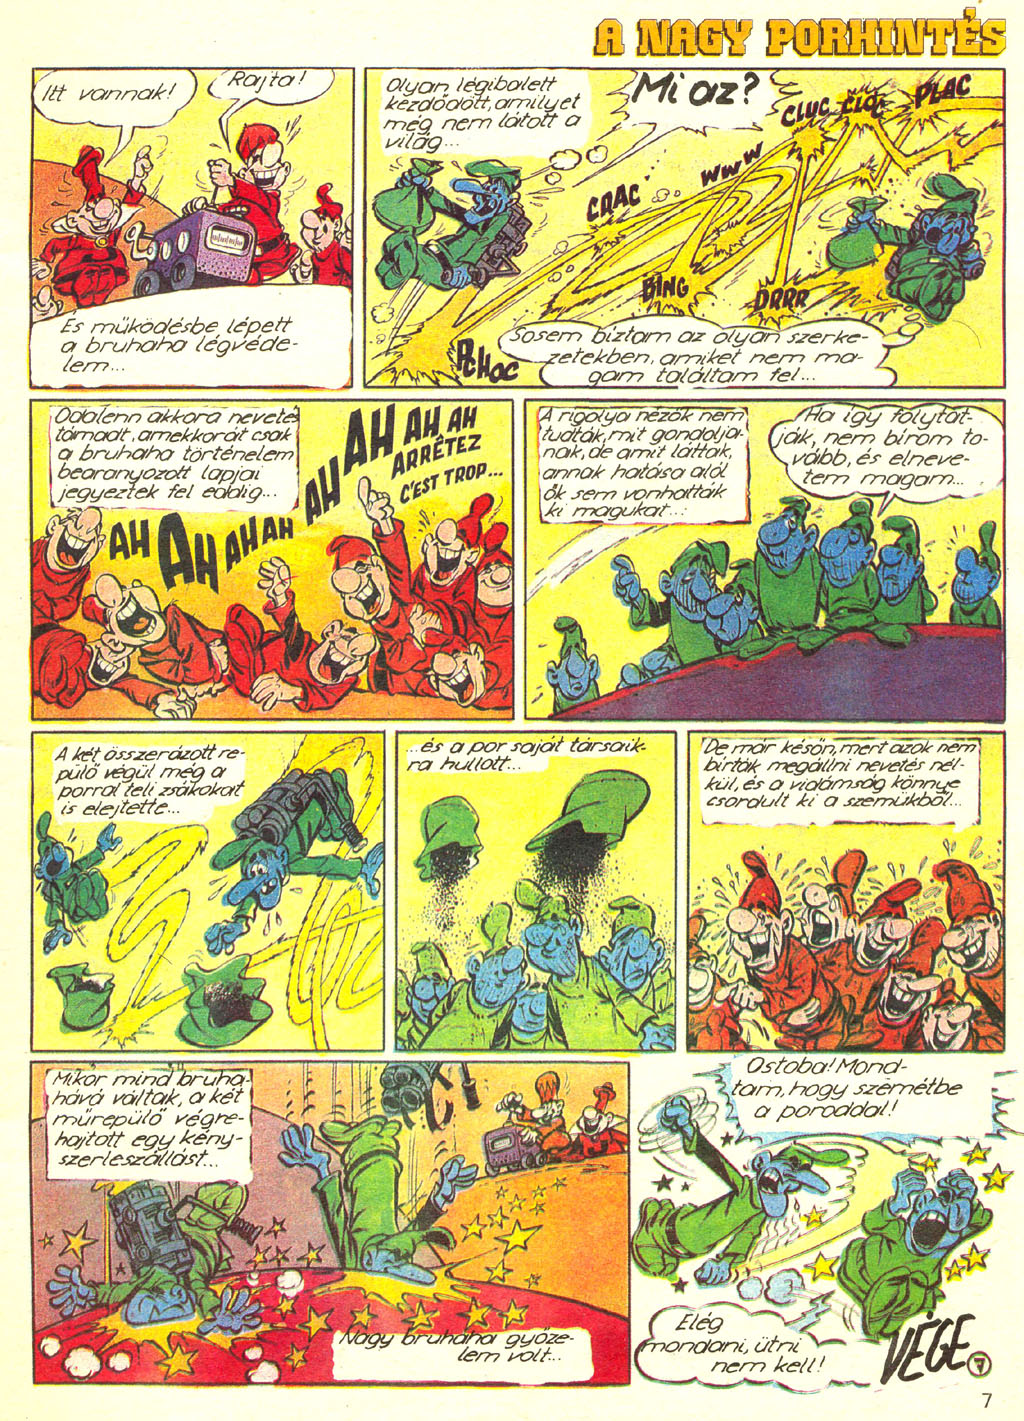 A NAGY PORHINTÉS
Itt vannak!
Rajta!
És működésbe lépett
a bruhaha légvéde-
lem...
Olyan légibalett
kezdődött, amilyet
még nem látott a
világ...
Mi az?
CLUC
CLOC
PLAC
WWW
CRAC
BING
DRRR
PCHOC
Sosem bíztam az olyan szerke-
zetekben, amiket nem ma-
gam találtam fel...
Odalenn akkora nevetés
támadt, amekkorát csak
a bruhaha történelem
bearanyozott lapjai
jegyeztek fel eddig...
AH AH AH AH
AH AH AH AH AH
ARRÊTEZ
C'EST TROP...
A rigolya nézők nem
tudták, mit gondolja-
nak, de amit láttak,
annak hatása alól
ők sem vonhatták
ki magukat...
Ha így folytat-
ják, nem bírom to-
vább, és elneve-
tem magam...
A két összerázott re-
pülő végül még a
porral teli zsákokat
is elejtette...
...és a por saját társaik-
ra hullott...
De már későn, mert azok nem
bírták megállni nevetés nél-
kül, és a vidámság könnye
csordult ki a szemükből...
Mikor mind bruha-
hává váltak, a két
műrepülő végre-
hajtott egy kény-
szerleszállást...
Nagy bruhaha győze-
lem volt...
Ostoba! Mond-
tam, hogy szemétbe
a poroddal!
Elég
mondani, ütni
nem kell!
VÉGE
7
7